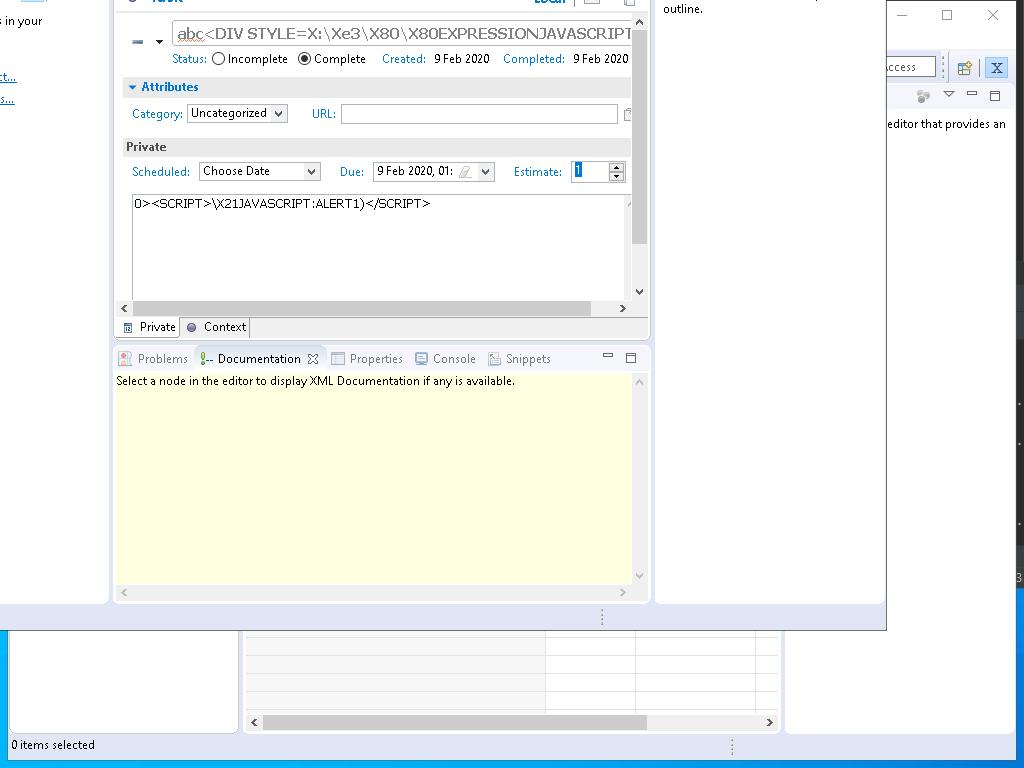 s in your
ct...
s...
abc<DIV STYLE=X:\Xe3\X80\X80EXPRESSIONJAVASCRIPT
Status: Incomplete Complete Created: 9 Feb 2020 Completed: 9 Feb 2020
Attributes
Category: Uncategorized URL:
Private
Scheduled: Choose Date Due: 9 Feb 2020, 01: Estimate: 1
0><SCRIPT>\X21JAVASCRIPT:ALERT1)</SCRIPT>
Private Context
Problems Documentation Properties Console Snippets
Select a node in the editor to display XML Documentation if any is available.
outline.
ccess
X
editor that provides an
3
0 items selected